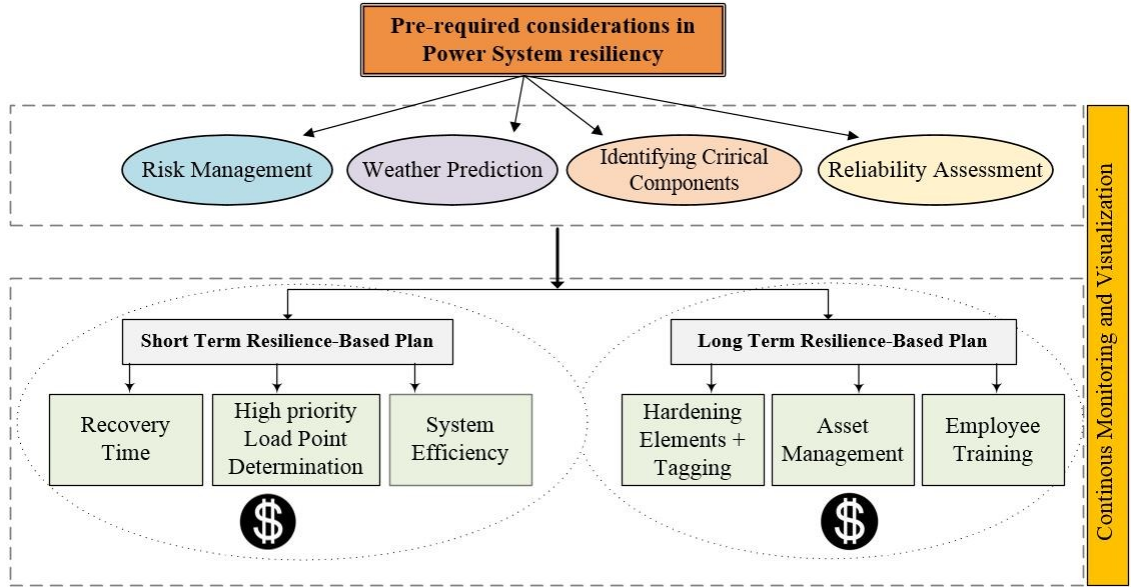 Pre-required considerations in
Power System resiliency
Risk Management
Weather Prediction
Identifying Crirical
Components
Reliability Assessment
Continous Monitoring and Visualization
Short Term Resilience-Based Plan
Long Term Resilience-Based Plan
Recovery
Time
High priority
Load Point
Determination
System
Efficiency
Hardening
Elements +
Tagging
Asset
Management
Employee
Training
$
$